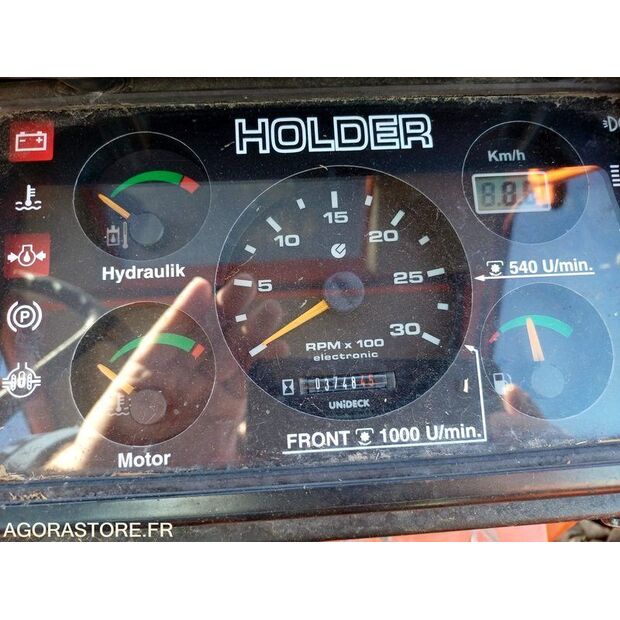 HOLDER
Km/h
Hydraulik
5
10
15
20
25
30
RPM x 100
electronic
540 U/min.
0374845
UNiDECK
Motor
FRONT 1000 U/min.
AGORASTORE.FR